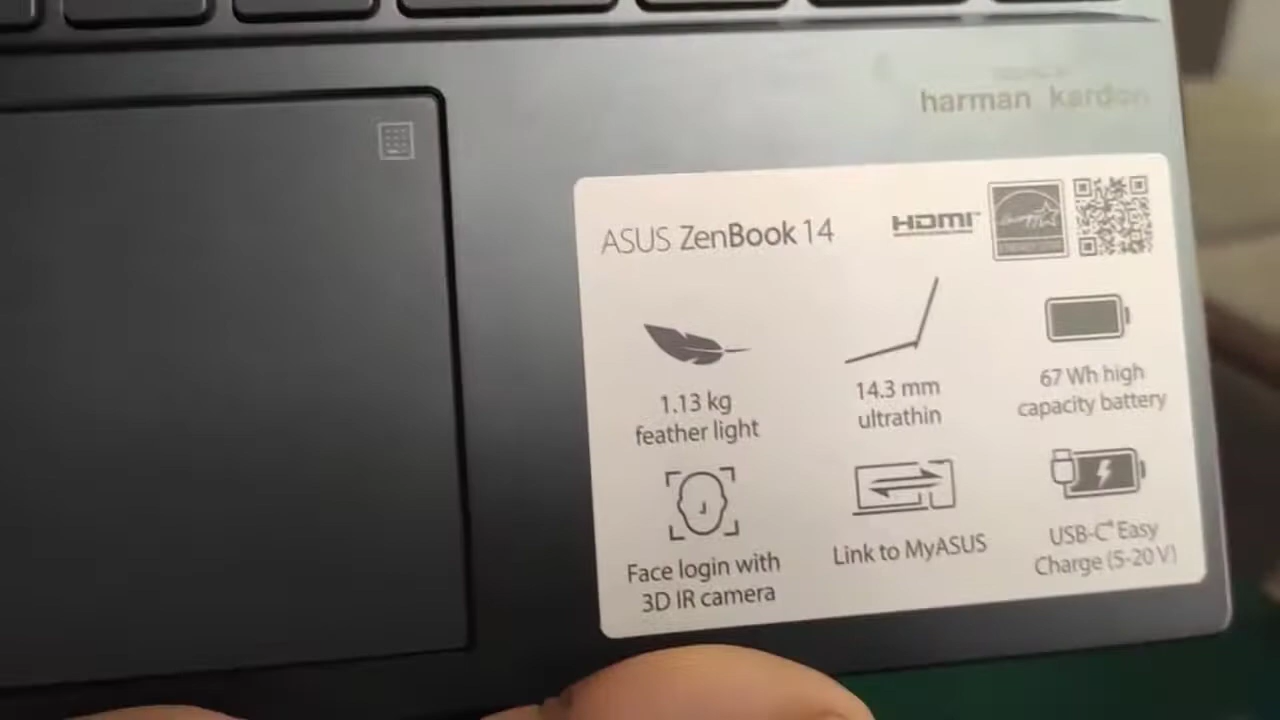 harman kardon
ASUS ZenBook 14
HDMI
1.13 kg
feather light
14.3 mm
ultrathin
67 Wh high
capacity battery
Face login with
3D IR camera
Link to MyASUS
USB-C® Easy
Charge (5-20 V)